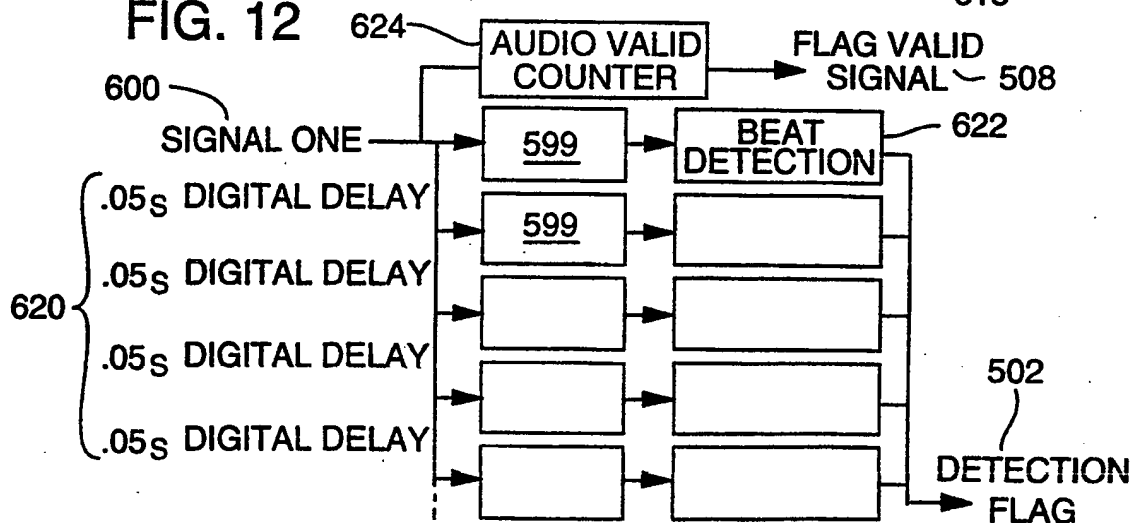 FIG. 12
624
AUDIO VALID
COUNTER
FLAG VALID
SIGNAL
508
600
SIGNAL ONE
599
BEAT
DETECTION
622
.05s DIGITAL DELAY
599
.05s DIGITAL DELAY
620
.05s DIGITAL DELAY
.05s DIGITAL DELAY
502
DETECTION
FLAG